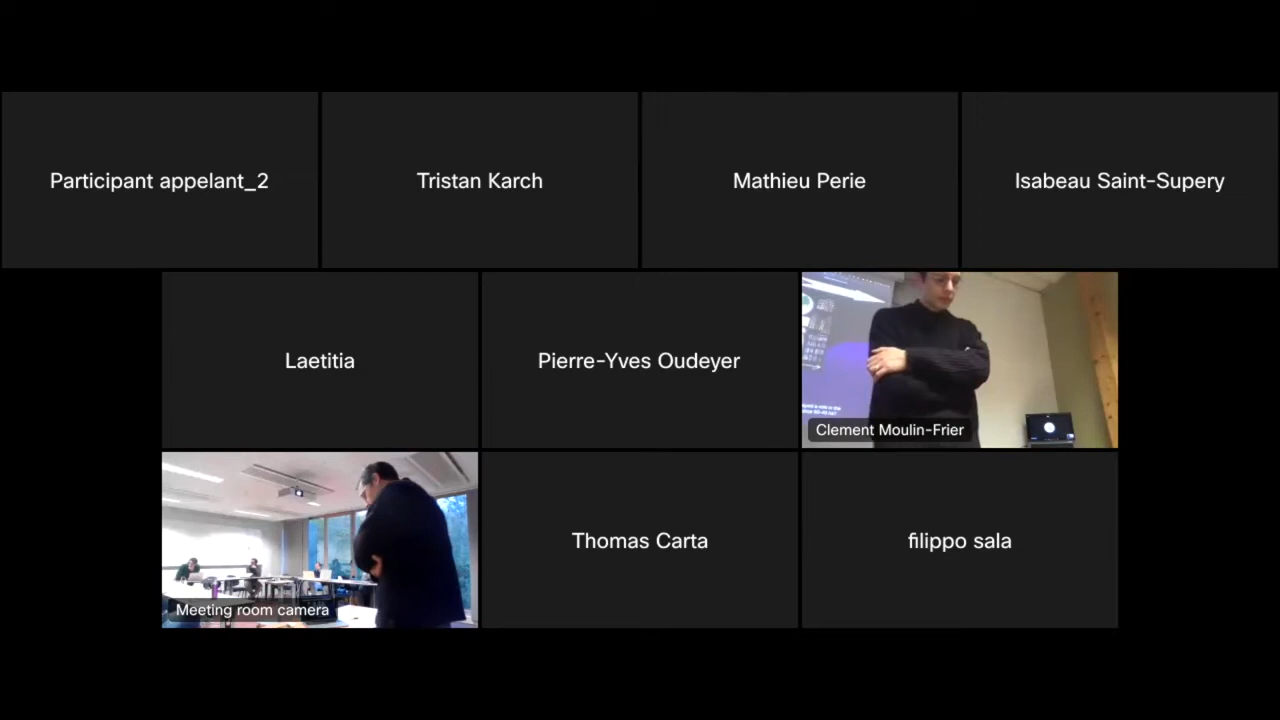 Participant appelant_2
Tristan Karch
Mathieu Perie
Isabeau Saint-Supery
Laetitia
Pierre-Yves Oudeyer
Clement Moulin-Frier
Meeting room camera
Thomas Carta
filippo sala